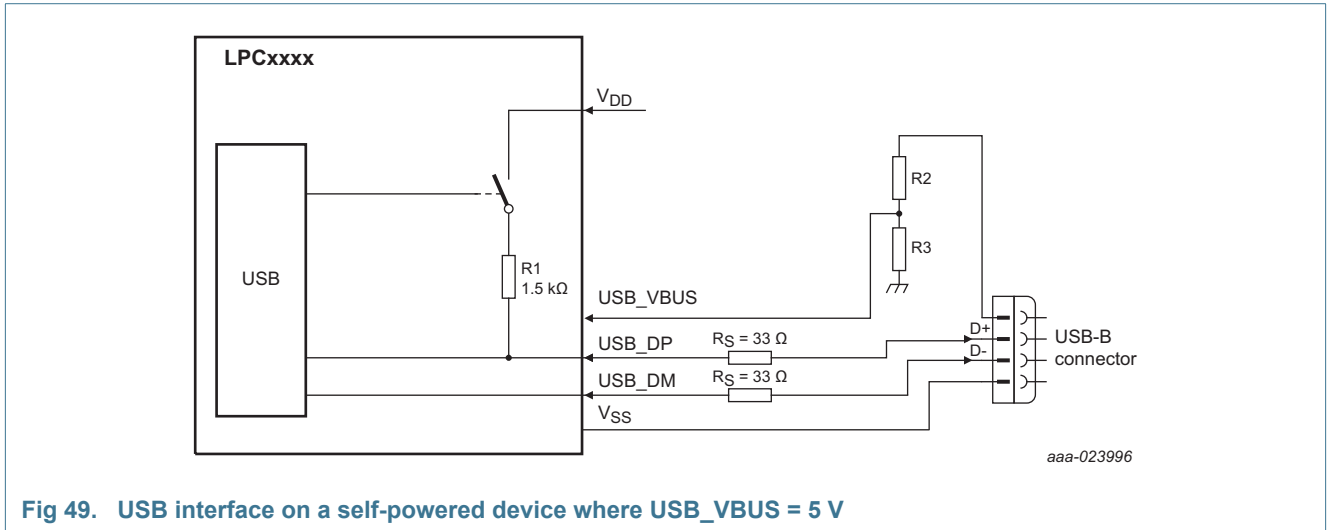 LPCxxxx
VDD
R2
R3
USB
R1
1.5 kΩ
USB_VBUS
USB_DP
RS = 33 Ω
D+
USB-B
connector
USB_DM
RS = 33 Ω
D-
VSS
aaa-023996
Fig 49. USB interface on a self-powered device where USB_VBUS = 5 V